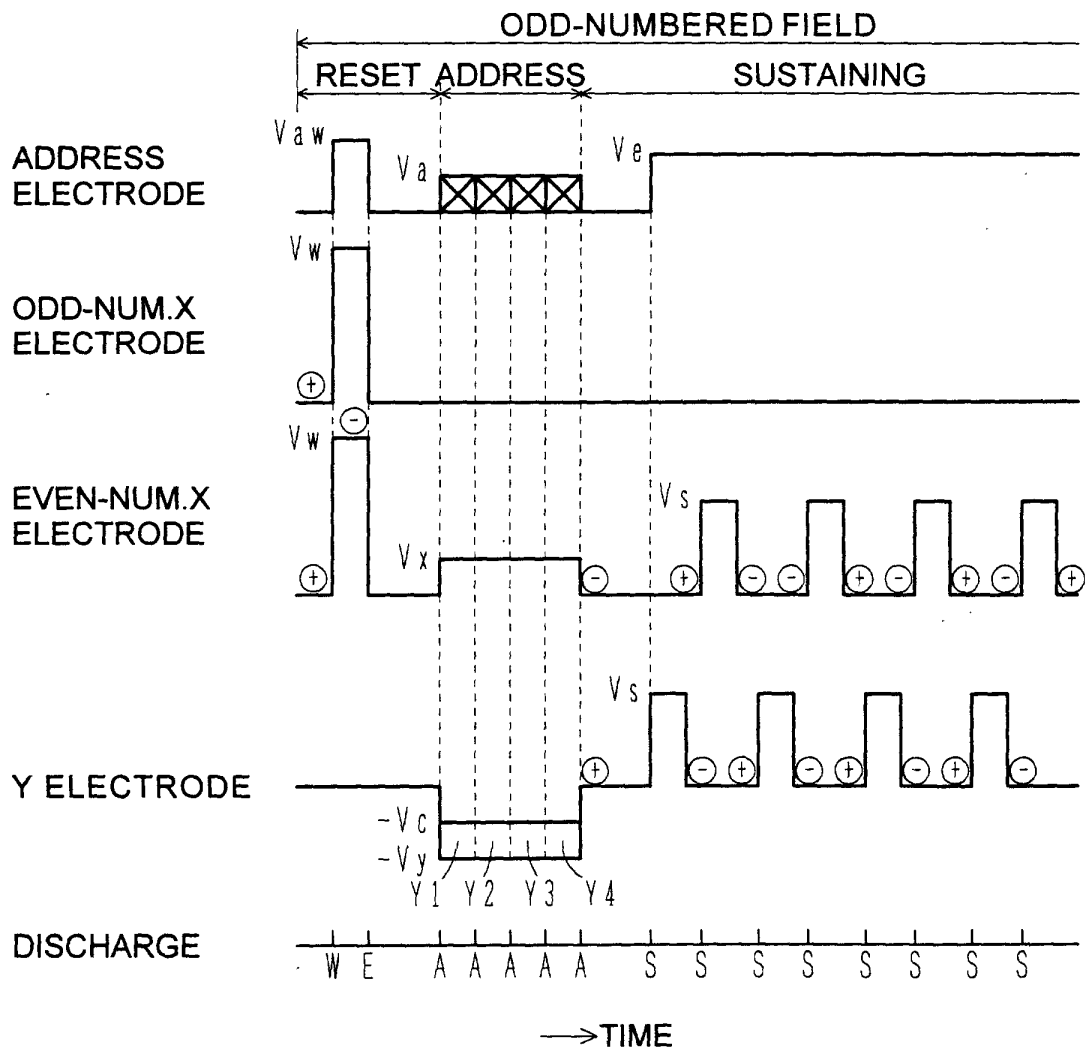 ODD-NUMBERED FIELD
RESET ADDRESS SUSTAINING
ADDRESS
ELECTRODE
Vaw
Va
Ve
ODD-NUM.X
ELECTRODE
Vw
+
-
EVEN-NUM.X
ELECTRODE
Vw
Vx
Vs
+ - + - - + - + - +
Y ELECTRODE
Vs
+ - + - + - + -
-Vc
-Vy
Y1 Y2 Y3 Y4
DISCHARGE
W E A A A A A S S S S S S S S
→TIME